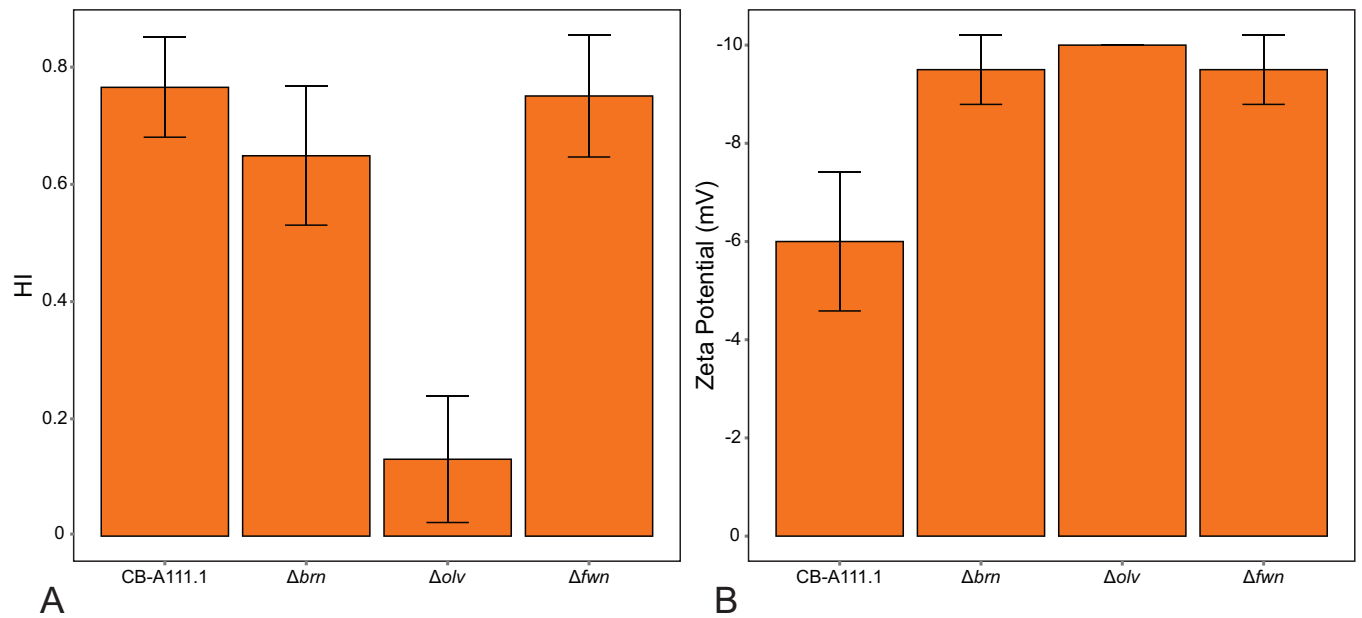 HI
0.8
0.6
0.4
0.2
0
CB-A111.1 Δbrn Δolv Δfwn
A
Zeta Potential (mV)
-10
-8
-6
-4
-2
0
CB-A111.1 Δbrn Δolv Δfwn
B